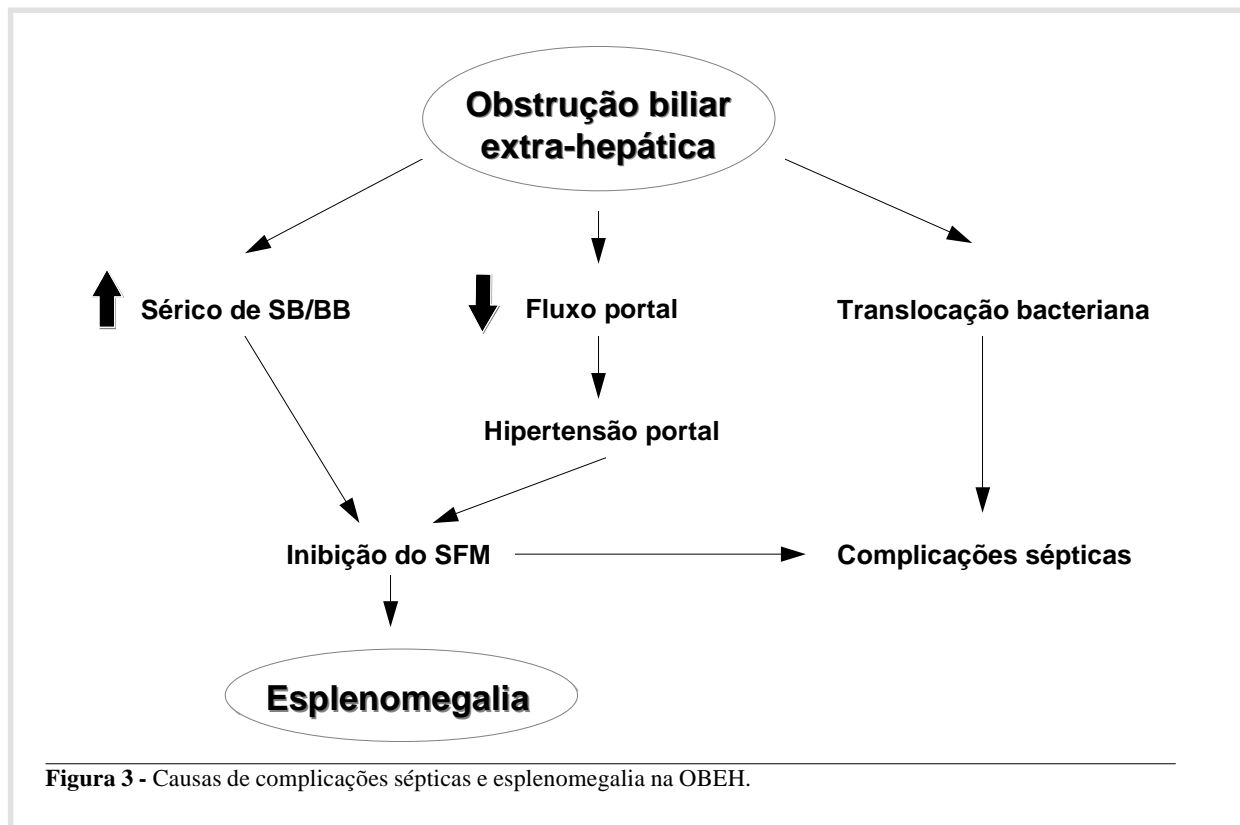 Obstrução biliar
extra-hepática
Sérico de SB/BB
Fluxo portal
Translocação bacteriana
Hipertensão portal
Inibição do SFM
Complicações sépticas
Esplenomegalia
Figura 3 - Causas de complicações sépticas e esplenomegalia na OBEH.